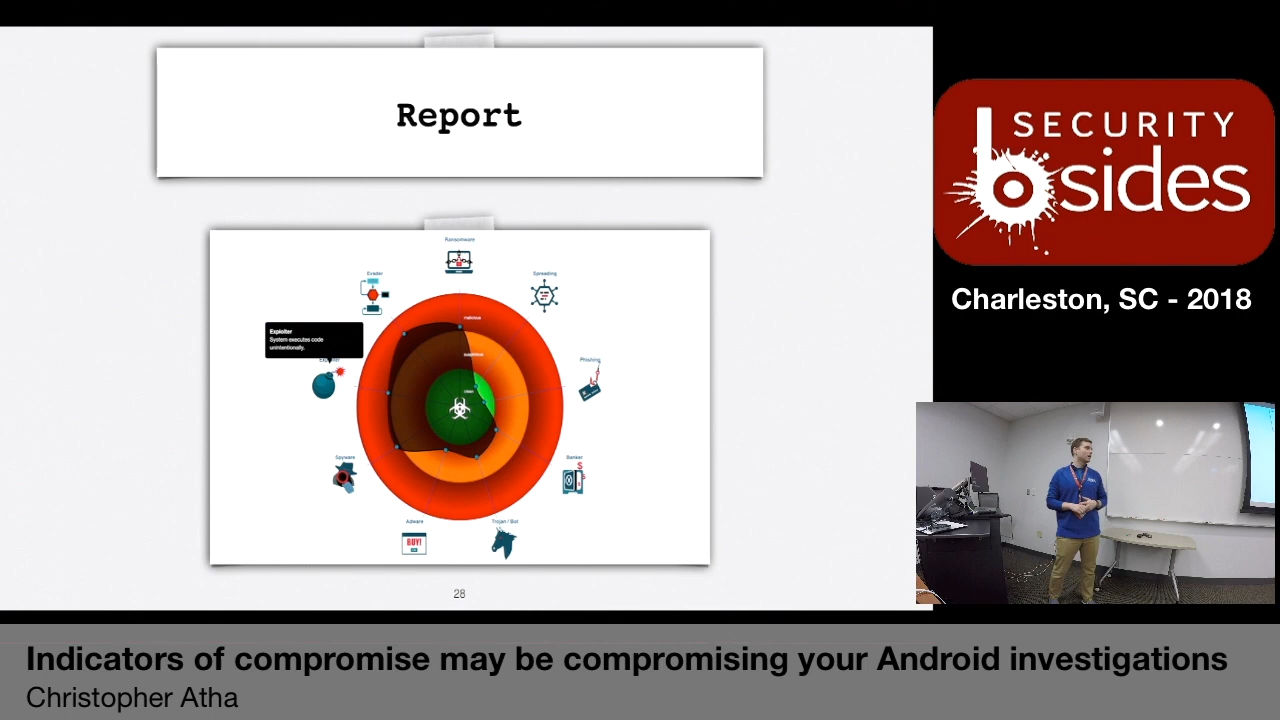 Report
Ransomware
Evader
Spreading
Exploiter
System executes code
unintentionally.
malicious
suspicious
clean
Phishing
Spyware
Banker
Adware
Trojan / Bot
BUY!
28
SECURITY
bsides
Charleston, SC - 2018
Indicators of compromise may be compromising your Android investigations
Christopher Atha